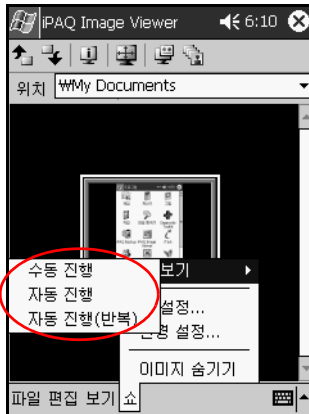 iPAQ Image Viewer 6:10
위치 ₩My Documents
수동 진행
자동 진행
자동 진행(반복)
보기
설정...
설정...
이미지 숨기기
파일 편집 보기 쇼